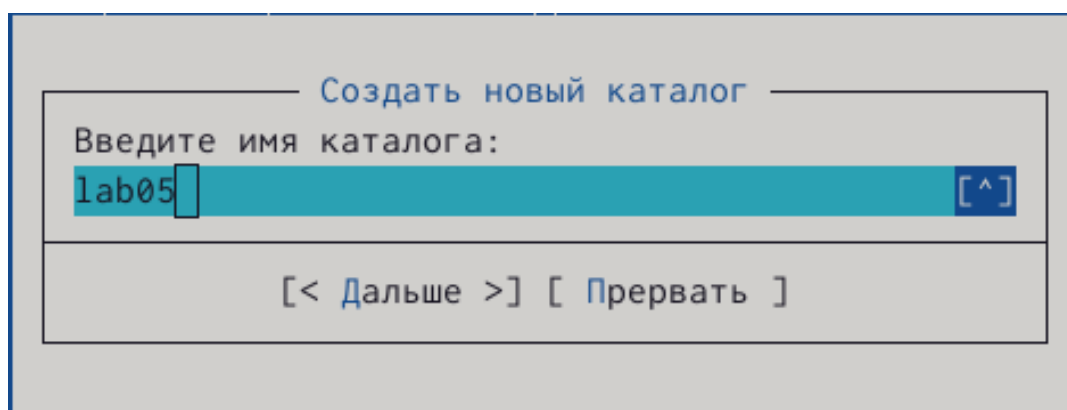 Создать новый каталог
Введите имя каталога:
lab05 [^]
[< Дальше >] [ Прервать ]